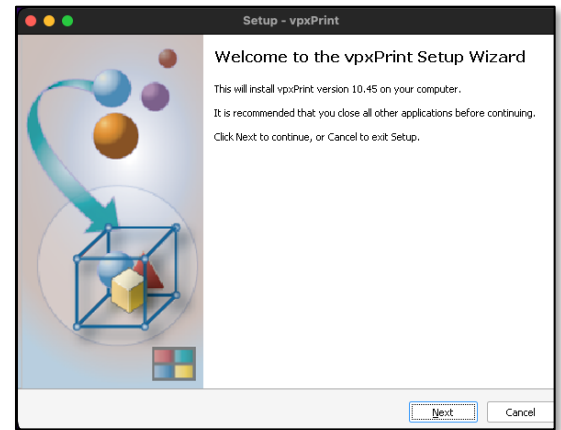 Setup - vpxPrint
Welcome to the vpxPrint Setup Wizard
This will install vpxPrint version 10.45 on your computer.
It is recommended that you close all other applications before continuing.
Click Next to continue, or Cancel to exit Setup.
Next
Cancel